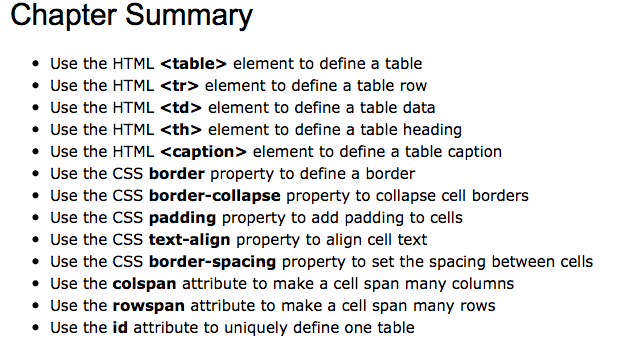 Chapter Summary
• Use the HTML <table> element to define a table
• Use the HTML <tr> element to define a table row
• Use the HTML <td> element to define a table data
• Use the HTML <th> element to define a table heading
• Use the HTML <caption> element to define a table caption
• Use the CSS border property to define a border
• Use the CSS border-collapse property to collapse cell borders
• Use the CSS padding property to add padding to cells
• Use the CSS text-align property to align cell text
• Use the CSS border-spacing property to set the spacing between cells
• Use the colspan attribute to make a cell span many columns
• Use the rowspan attribute to make a cell span many rows
• Use the id attribute to uniquely define one table